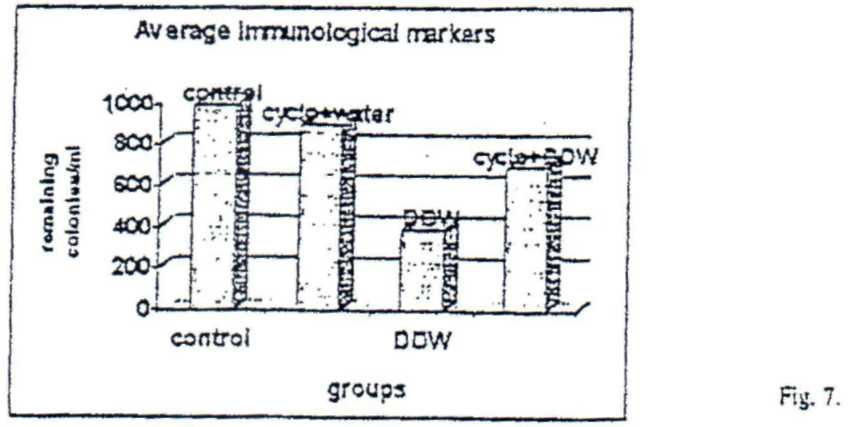 Average Immunological markers
control
cyclo+water
cyclo+DDW
DDW
1000
800
600
400
200
0
remaining
colonies/ml
control
DDW
groups
Fig. 7.